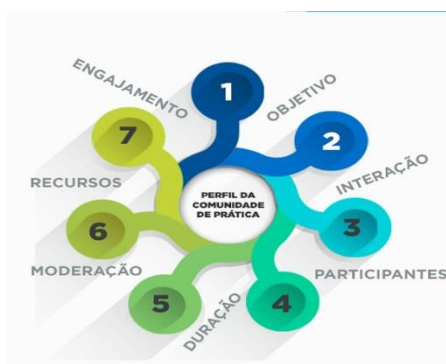 1
OBJETIVO
2
INTERAÇÃO
3
PARTICIPANTES
4
DURAÇÃO
5
MODERAÇÃO
6
RECURSOS
7
ENGAJAMENTO
PERFIL DA
COMUNIDADE
DE PRÁTICA